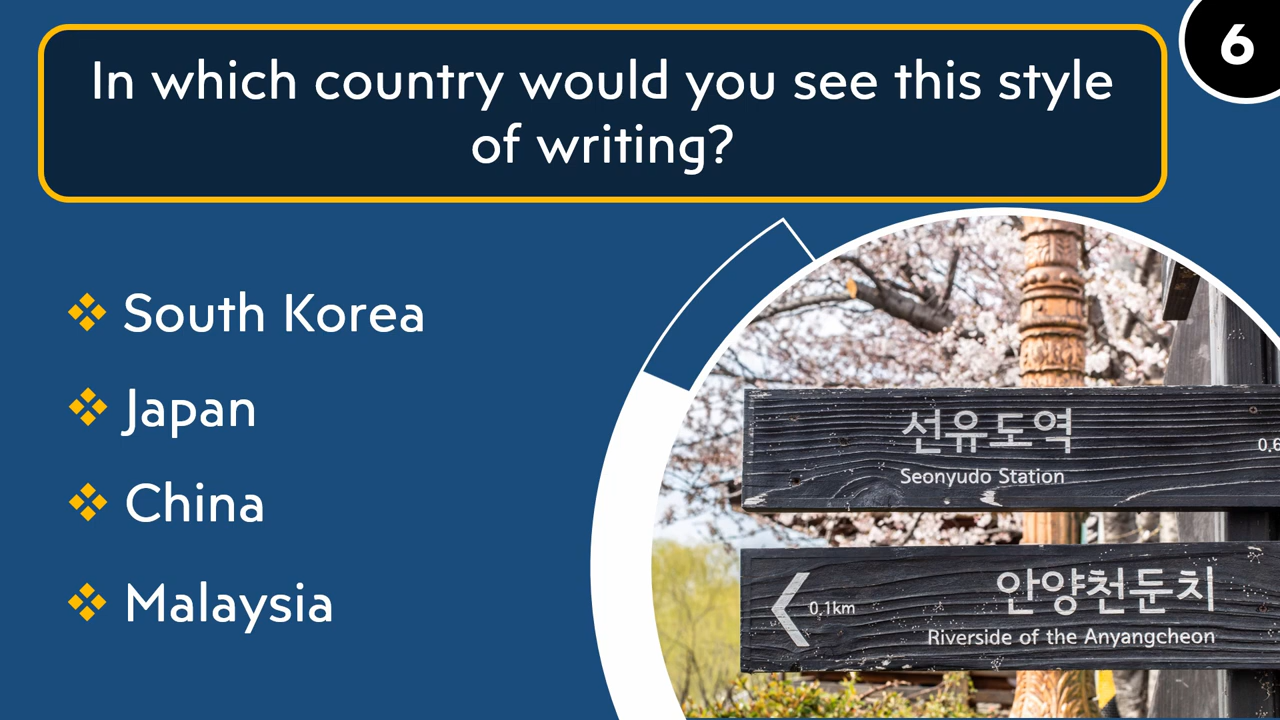 6
In which country would you see this style
of writing?
South Korea
Japan
China
Malaysia
선유도역
Seonyudo Station
안양천둔치
0.1km
Riverside of the Anyangcheon